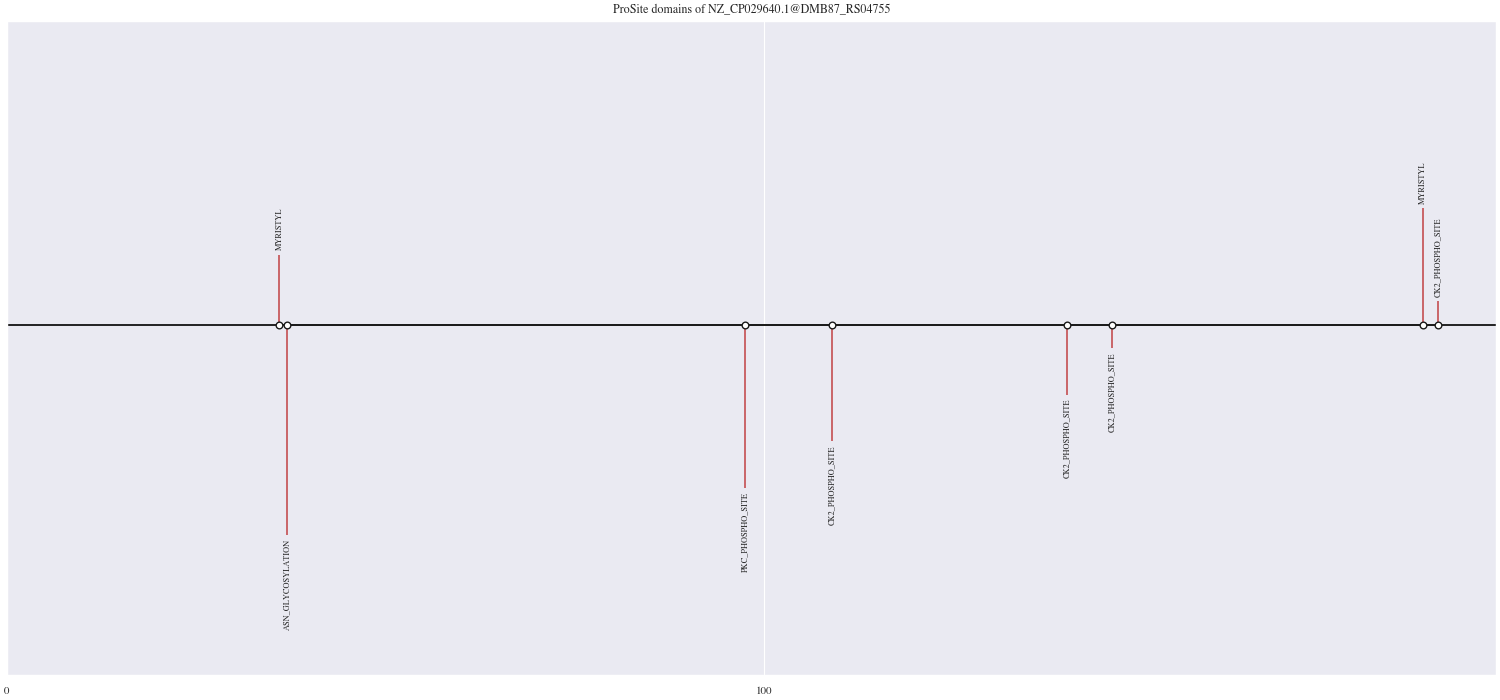 ProSite domains of NZ_CP029640.1@DMB87_RS04755
MYRISTYL
ASN_GLYCOSYLATION
PKC_PHOSPHO_SITE
CK2_PHOSPHO_SITE
CK2_PHOSPHO_SITE
CK2_PHOSPHO_SITE
MYRISTYL
CK2_PHOSPHO_SITE
0
100